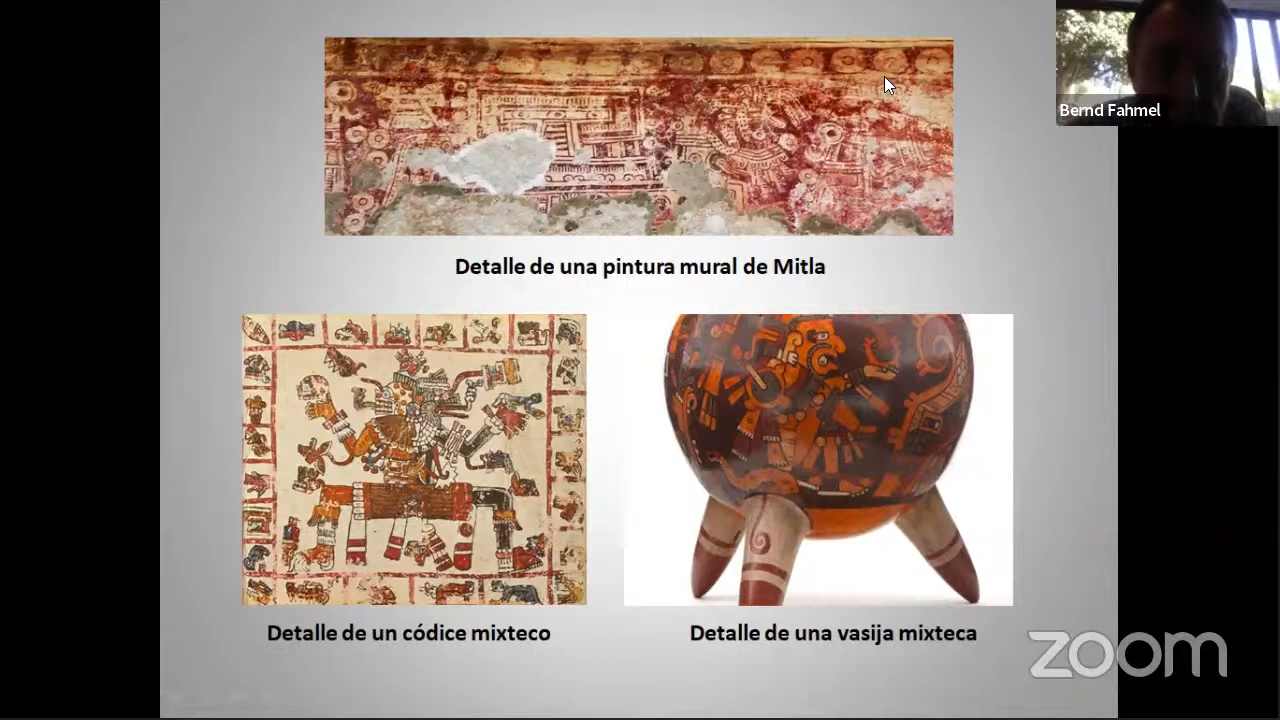 Bernd Fahmel
Detalle de una pintura mural de Mitla
Detalle de un códice mixteco
Detalle de una vasija mixteca
zoom